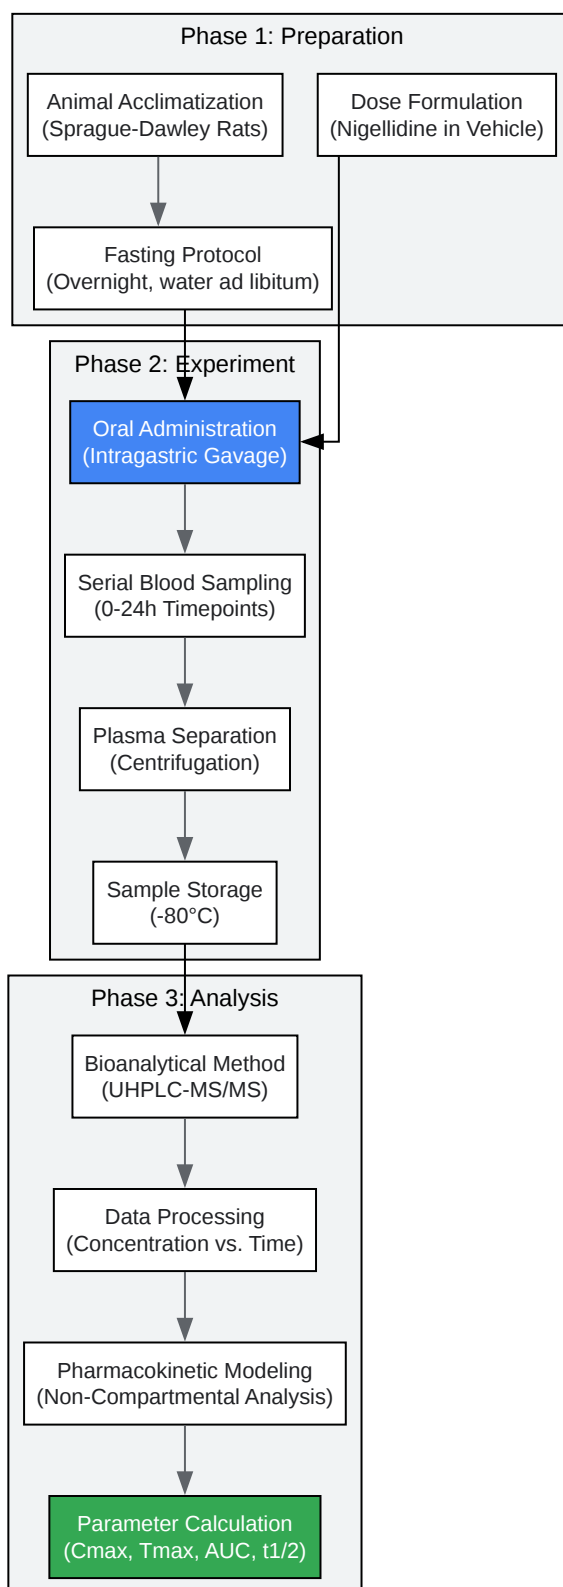 Phase 1: Preparation
Animal Acclimatization
(Sprague-Dawley Rats)
Dose Formulation
(Nigellidine in Vehicle)
Fasting Protocol
(Overnight, water ad libitum)
Phase 2: Experiment
Oral Administration
(Intragastric Gavage)
Serial Blood Sampling
(0-24h Timepoints)
Plasma Separation
(Centrifugation)
Sample Storage
(-80°C)
Phase 3: Analysis
Bioanalytical Method
(UHPLC-MS/MS)
Data Processing
(Concentration vs. Time)
Pharmacokinetic Modeling
(Non-Compartmental Analysis)
Parameter Calculation
(Cmax, Tmax, AUC, t1/2)